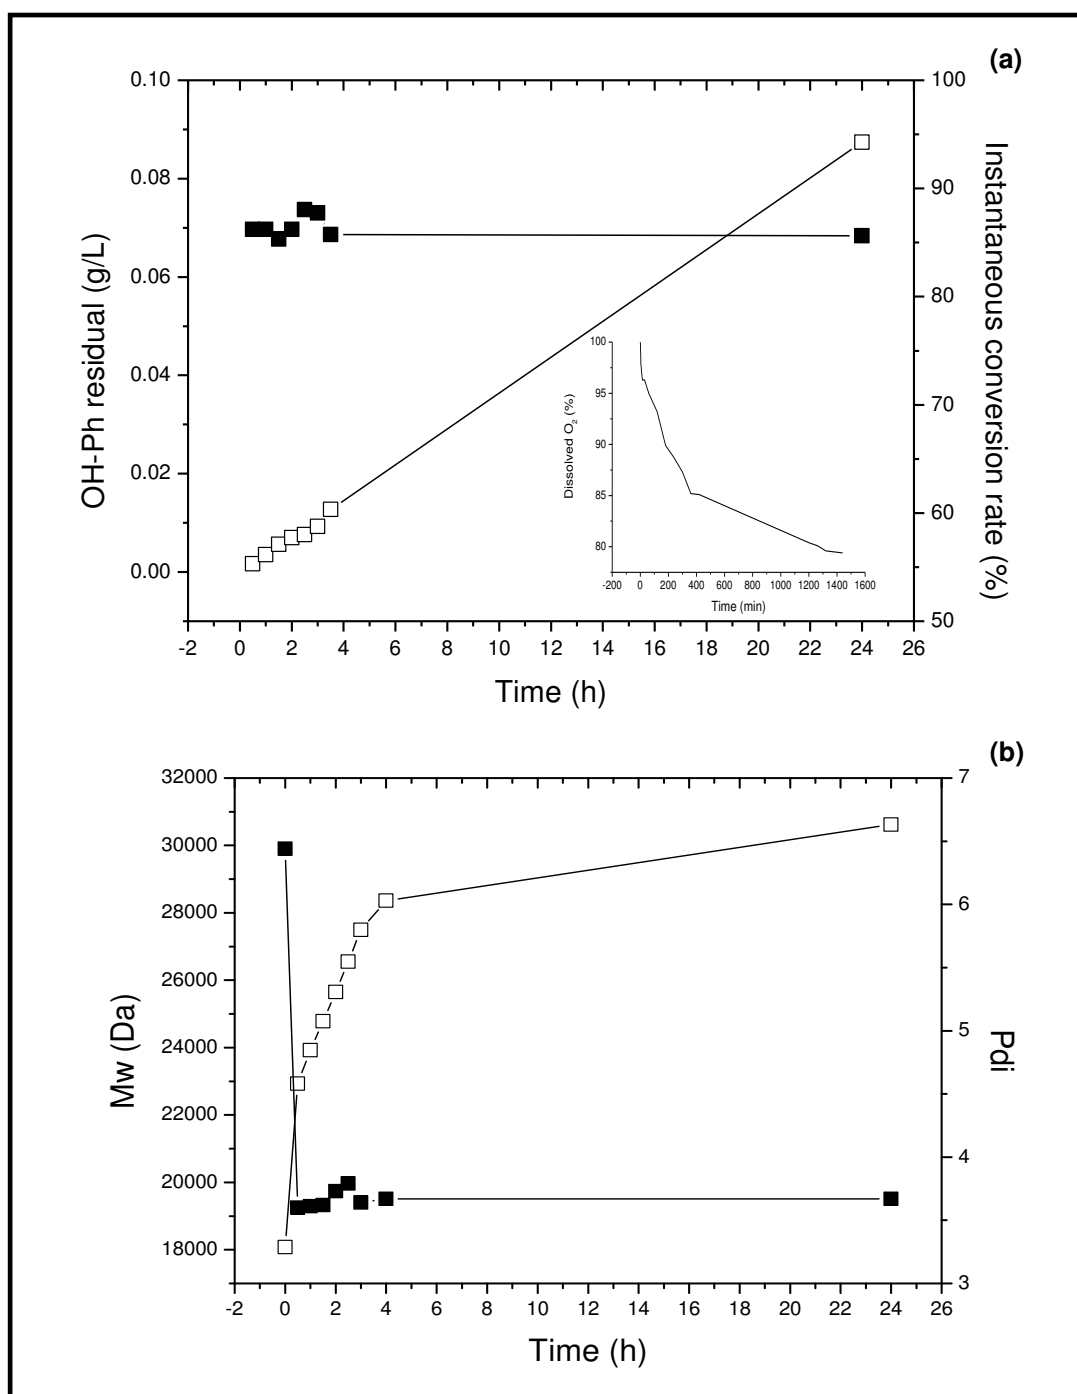 (a)
0.10
0.08
0.06
0.04
0.02
0.00
OH-Ph residual (g/L)
100
90
80
70
60
50
Instantaneous conversion rate (%)
-2 0 2 4 6 8 10 12 14 16 18 20 22 24 26
Time (h)
100
95
90
85
80
Dissolved O2 (%)
-200 0 200 400 600 800 1000 1200 1400 1600
Time (min)
(b)
32000
30000
28000
26000
24000
22000
20000
18000
Mw (Da)
7
6
5
4
3
Pdi
-2 0 2 4 6 8 10 12 14 16 18 20 22 24 26
Time (h)